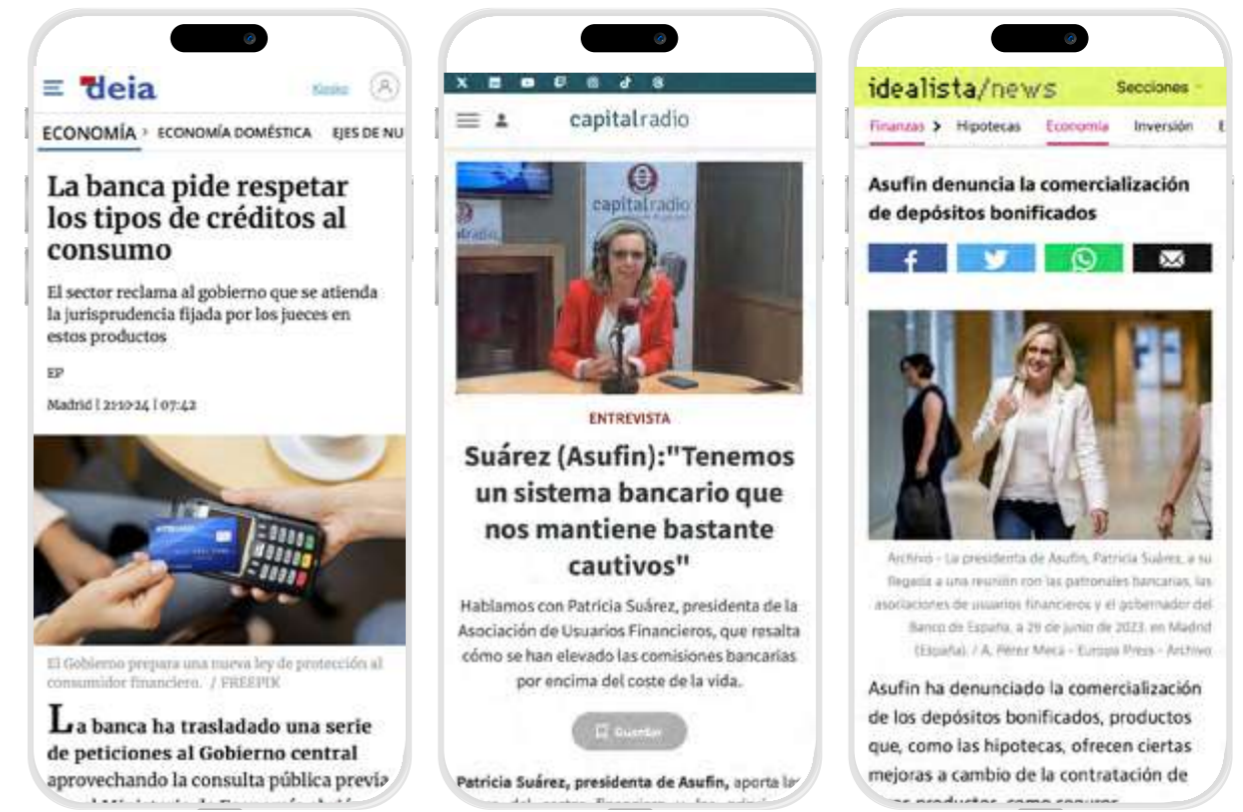 deia
Kiosko
ECONOMÍA › ECONOMÍA DOMÉSTICA EJES DE NU
La banca pide respetar
los tipos de créditos al
consumo
El sector reclama al gobierno que se atienda
la jurisprudencia fijada por los jueces en
estos productos
EP
Madrid | 21·10·24 | 07:42
El Gobierno prepara una nueva ley de protección al
consumidor financiero. / FREEPIK
La banca ha trasladado una serie
de peticiones al Gobierno central
aprovechando la consulta pública previa
capitalradio
capitalradio
ENTREVISTA
Suárez (Asufin):"Tenemos
un sistema bancario que
nos mantiene bastante
cautivos"
Hablamos con Patricia Suárez, presidenta de la
Asociación de Usuarios Financieros, que resalta
cómo se han elevado las comisiones bancarias
por encima del coste de la vida.
Guardar
Patricia Suárez, presidenta de Asufin, aporta la
idealista/news Secciones
Finanzas > Hipotecas Economía Inversión E
Asufin denuncia la comercialización
de depósitos bonificados
Archivo - La presidenta de Asufin, Patricia Suárez, a su
llegada a una reunión con las patronales bancarias, las
asociaciones de usuarios financieros y el gobernador del
Banco de España, a 29 de junio de 2023, en Madrid
(España). / A. Pérez Meca - Europa Press - Archivo
Asufin ha denunciado la comercialización
de los depósitos bonificados, productos
que, como las hipotecas, ofrecen ciertas
mejoras a cambio de la contratación de